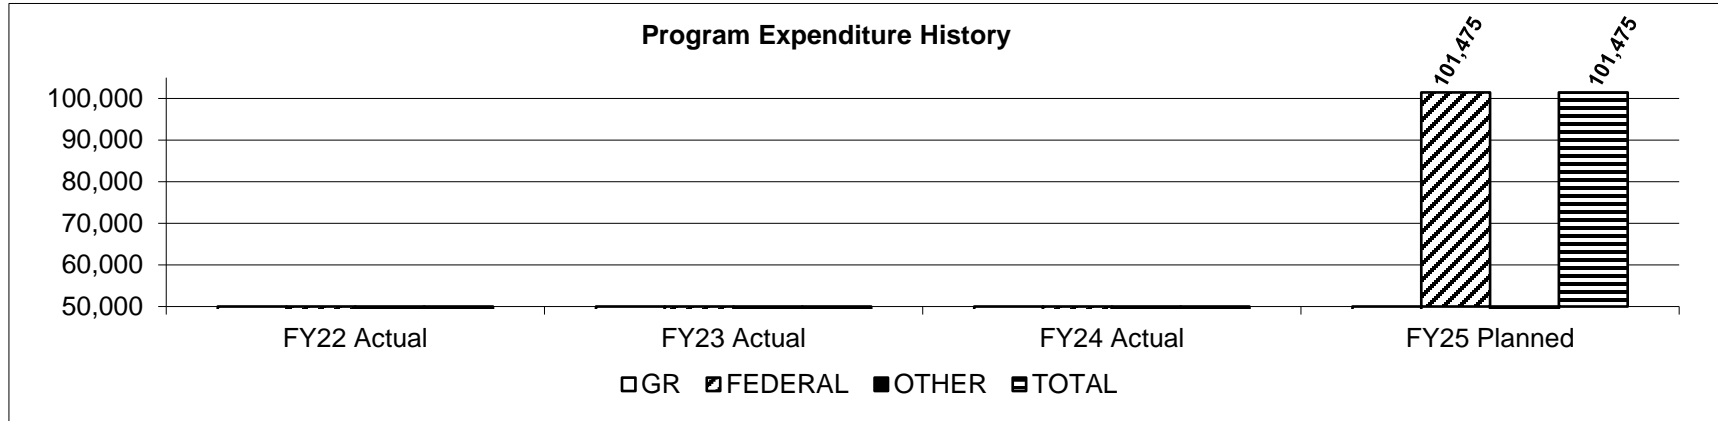 Program Expenditure History
101,475
101,475
100,000
90,000
80,000
70,000
60,000
50,000
FY22 Actual
FY23 Actual
FY24 Actual
FY25 Planned
GR
FEDERAL
OTHER
TOTAL